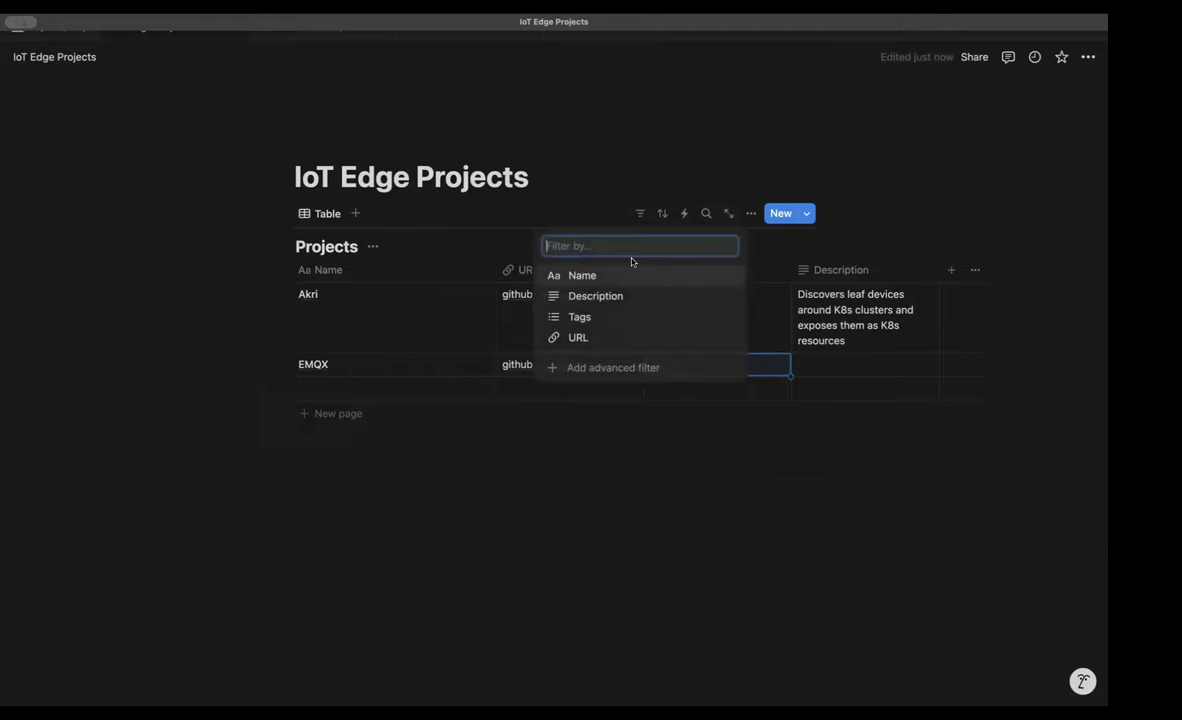 IoT Edge Projects
IoT Edge Projects
Edited just now Share
IoT Edge Projects
Table
New
Projects
Filter by...
Aa Name
UR
Description
Aa Name
Description
Tags
URL
Add advanced filter
Akri
github
Discovers leaf devices
around K8s clusters and
exposes them as K8s
resources
EMQX
github
New page